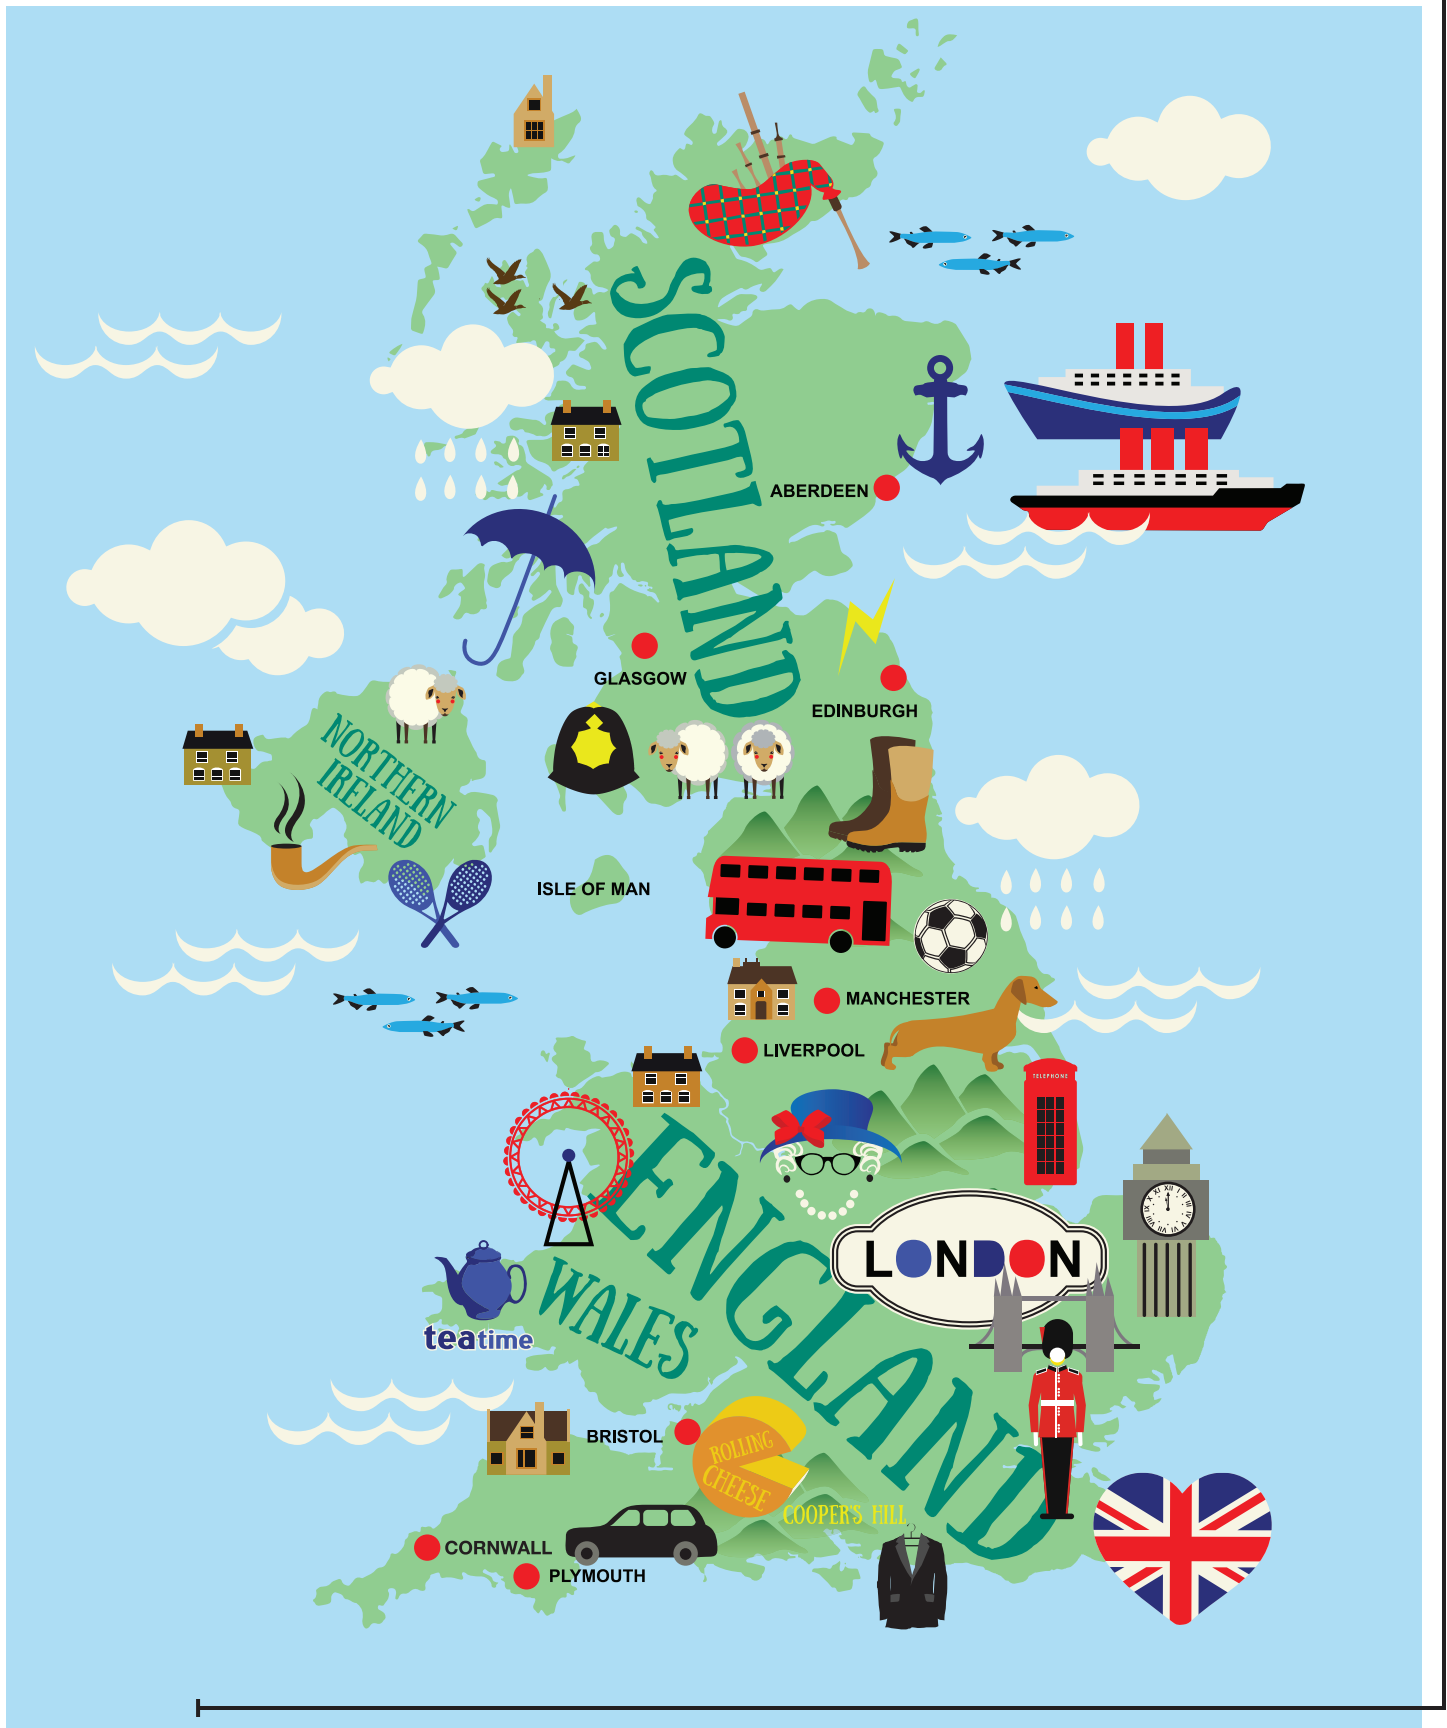 SCOTLAND
ABERDEEN
GLASGOW
EDINBURGH
NORTHERN
IRELAND
ISLE OF MAN
MANCHESTER
LIVERPOOL
TELEPHONE
ENGLAND
LONDON
WALES
teatime
BRISTOL
ROLLING
CHEESE
COOPER'S HILL
CORNWALL
PLYMOUTH